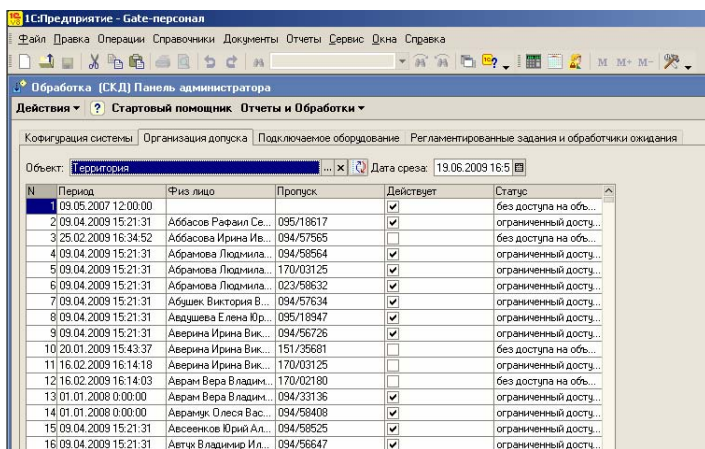 1С:Предприятие - Gate-персонал
Файл Правка Операции Справочники Документы Отчеты Сервис Окна Справка
M M+ M-
Обработка (СКД) Панель администратора
Действия ? Стартовый помощник Отчеты и Обработки
Кофигурация системы Организация допуска Подключаемое оборудование Регламентированные задания и обработчики ожидания
Объект: Территория ... x Дата среза: 19.06.2009 16:5
N Период Физ лицо Пропуск Действует Статус
1 09.05.2007 12:00:00 без доступа на объ...
2 09.04.2009 15:21:31 Аббасов Рафаил Се... 095/18617 ограниченный досту...
3 25.02.2009 16:34:52 Аббасова Ирина Ив... 094/57565 без доступа на объ...
4 09.04.2009 15:21:31 Абрамова Людмила... 094/58564 ограниченный досту...
5 09.04.2009 15:21:31 Абрамова Людмила... 170/03125 ограниченный досту...
6 09.04.2009 15:21:31 Абрамова Людмила... 023/58632 ограниченный досту...
7 09.04.2009 15:21:31 Абушек Виктория В... 094/57634 ограниченный досту...
8 09.04.2009 15:21:31 Авдушева Елена Юр... 095/18947 ограниченный досту...
9 09.04.2009 15:21:31 Аверина Ирина Вик... 094/56726 ограниченный досту...
10 20.01.2009 15:43:37 Аверина Ирина Вик... 151/35681 без доступа на объ...
11 16.02.2009 16:14:18 Аверина Ирина Вик... 170/03125 ограниченный досту...
12 16.02.2009 16:14:03 Аврам Вера Владим... 170/02180 без доступа на объ...
13 01.01.2008 0:00:00 Аврам Вера Владим... 094/33136 ограниченный досту...
14 01.01.2008 0:00:00 Аврамук Олеся Вас... 094/58408 ограниченный досту...
15 09.04.2009 15:21:31 Авсеенков Юрий Ал... 094/58525 ограниченный досту...
16 09.04.2009 15:21:31 Автух Владимир Ил... 094/56647 ограниченный досту...